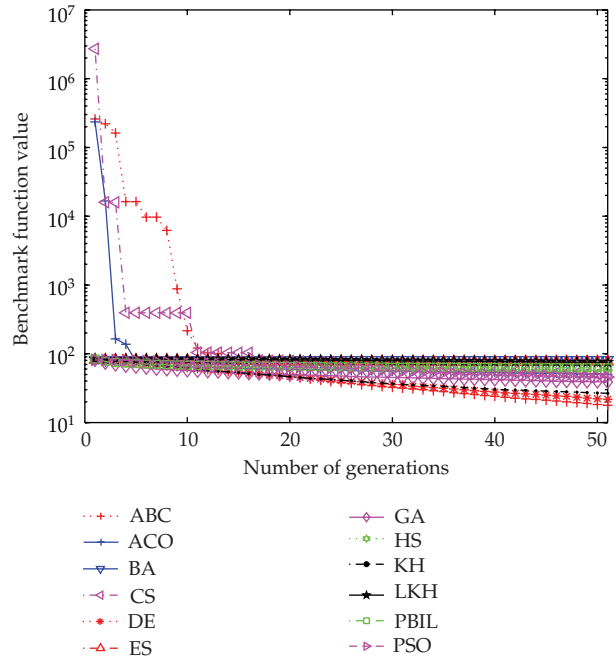 10^7
10^6
10^5
10^4
10^3
10^2
10^1
Benchmark function value
0 10 20 30 40 50
Number of generations
ABC
ACO
BA
CS
DE
ES
GA
HS
KH
LKH
PBIL
PSO